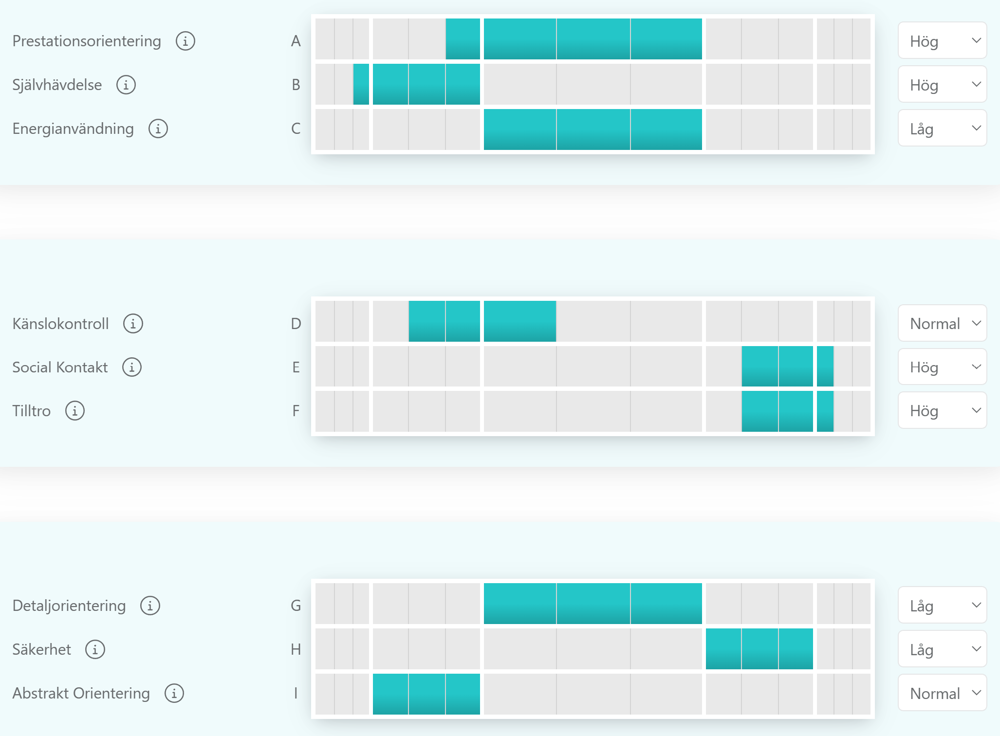 Prestationsorientering i A Hög
Självhävdelse i B Hög
Energianvändning i C Låg
Känslokontroll i D Normal
Social Kontakt i E Hög
Tilltro i F Hög
Detaljorientering i G Låg
Säkerhet i H Låg
Abstrakt Orientering i I Normal